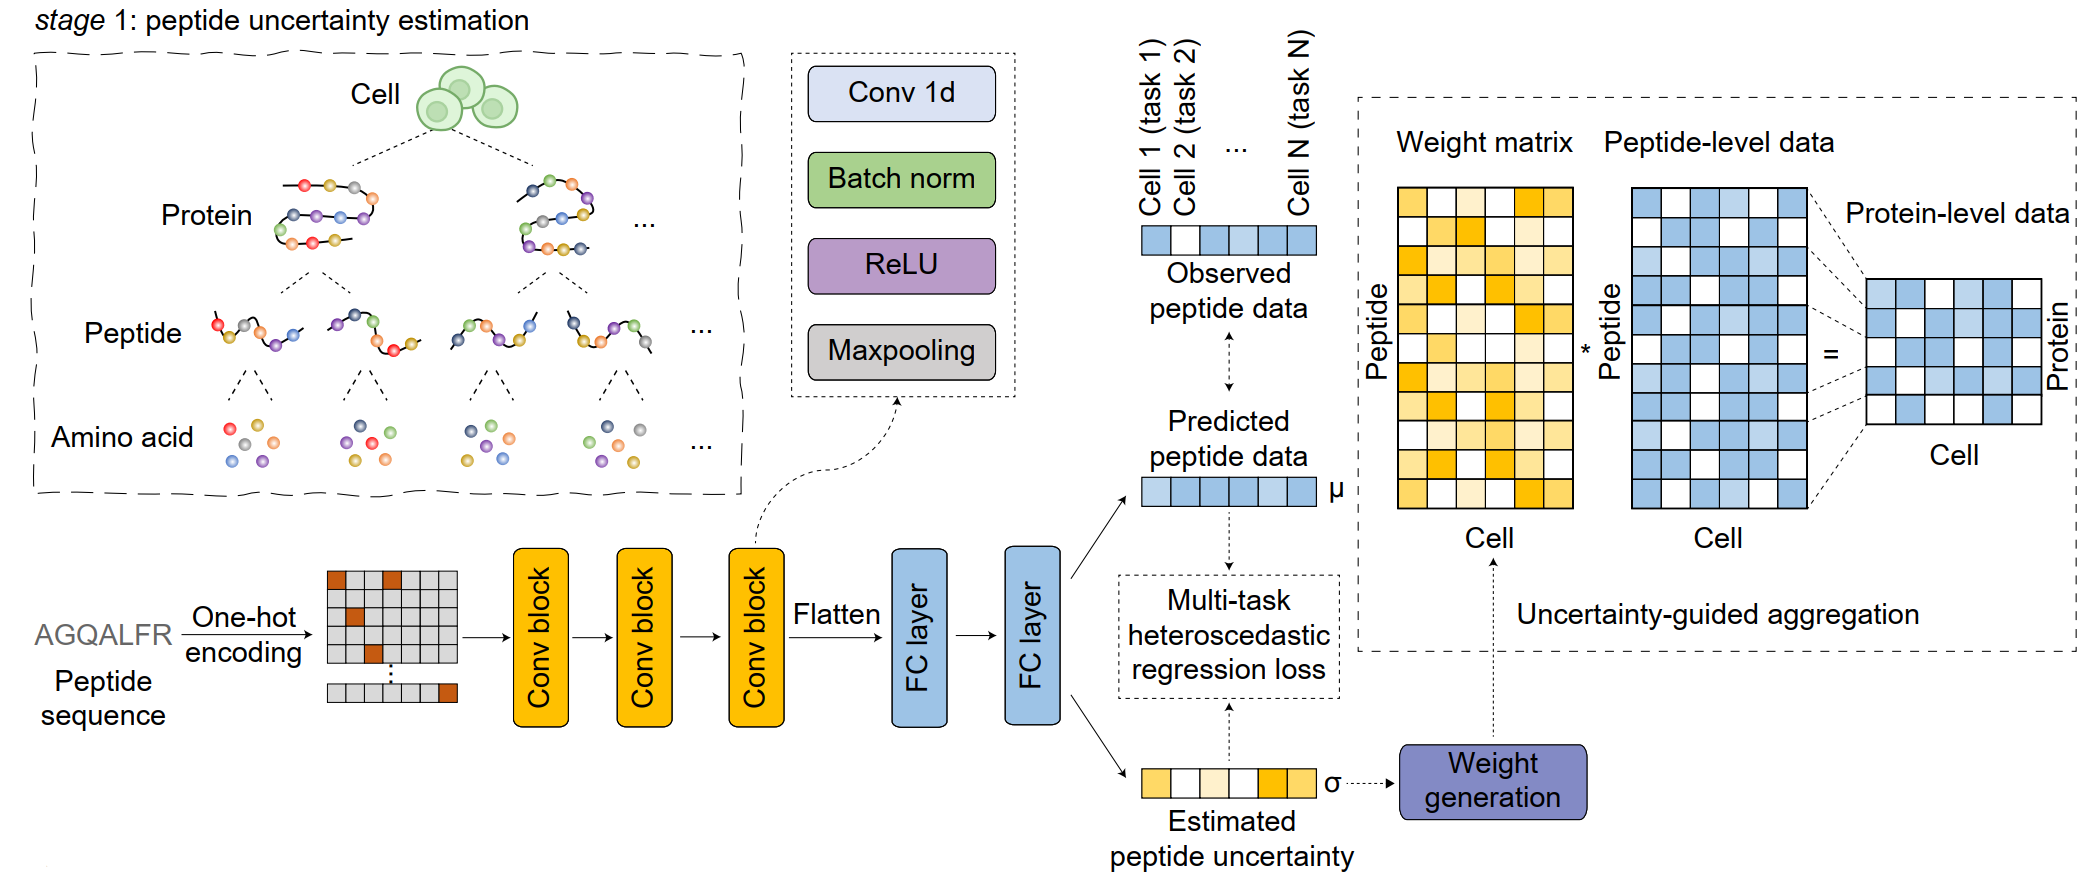 stage 1: peptide uncertainty estimation
Cell
Protein
...
Peptide
...
Amino acid
...
Conv 1d
Batch norm
ReLU
Maxpooling
Cell 1 (task 1)
Cell 2 (task 2)
...
Cell N (task N)
Observed
peptide data
Predicted
peptide data
μ
Multi-task
heteroscedastic
regression loss
σ
Estimated
peptide uncertainty
AGQALFR
Peptide
sequence
One-hot
encoding
Conv block
Conv block
Conv block
Flatten
FC layer
FC layer
Weight
generation
Weight matrix
Peptide
Cell
*
Peptide-level data
Peptide
Cell
=
Protein-level data
Protein
Cell
Uncertainty-guided aggregation